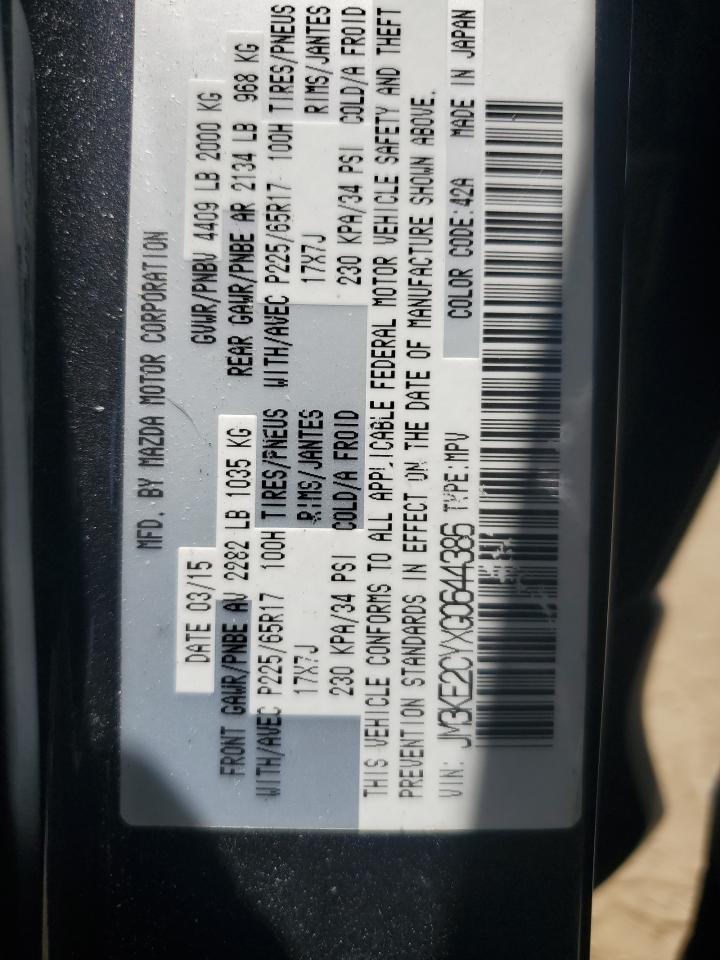 MFD. BY MAZDA MOTOR CORPORATION
DATE 03/15 GVWR/PNBV 4409 LB 2000 KG
FRONT GAWR/PNBE AV 2282 LB 1035 KG REAR GAWR/PNBE AR 2134 LB 968 KG
WITH/AVEC P225/65R17 100H TIRES/PNEUS WITH/AVEC P225/65R17 100H TIRES/PNEUS
17X7J RIMS/JANTES 17X7J RIMS/JANTES
230 KPA/34 PSI COLD/A FROID 230 KPA/34 PSI COLD/A FROID
THIS VEHICLE CONFORMS TO ALL APPLICABLE FEDERAL MOTOR VEHICLE SAFETY AND THEFT
PREVENTION STANDARDS IN EFFECT ON THE DATE OF MANUFACTURE SHOWN ABOVE.
VIN: JM3KE2CYXG0644386 TYPE:MPV COLOR CODE:42A MADE IN JAPAN